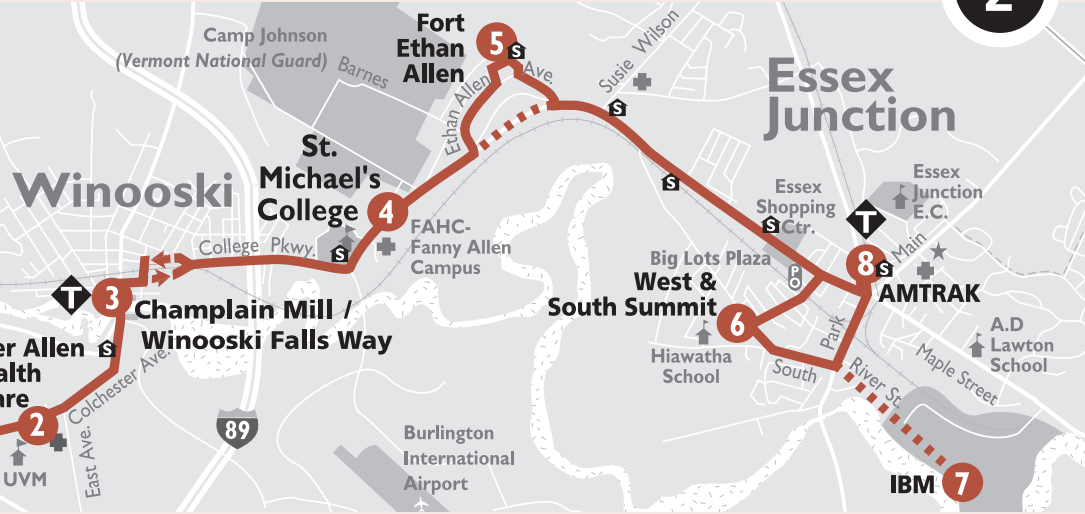 2
Camp Johnson
(Vermont National Guard)
Barnes
Fort
Ethan
Allen
5
S
Ethan Allen
Ave.
Susie Wilson
S
Essex
Junction
Winooski
St.
Michael's
College
4
FAHC-
Fanny Allen
Campus
College Pkwy.
S
S
Essex
Shopping
Ctr.
S
T
Essex
Junction
E.C.
Big Lots Plaza
P
8
S
Main
AMTRAK
West &
South Summit
6
Hiawatha
School
South
Park
River St.
Maple Street
A.D
Lawton
School
T
3
Champlain Mill /
Winooski Falls Way
er Allen
S
alth
are
2
Colchester Ave.
East Ave.
UVM
89
Burlington
International
Airport
IBM
7